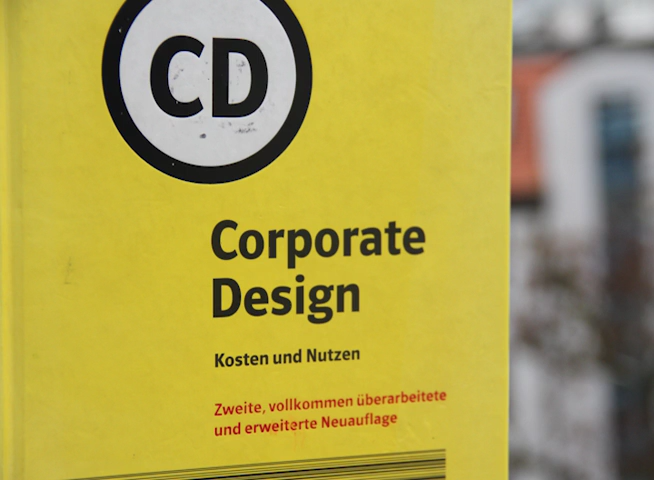 CD
Corporate
Design
Kosten und Nutzen
Zweite, vollkommen überarbeitete
und erweiterte Neuauflage